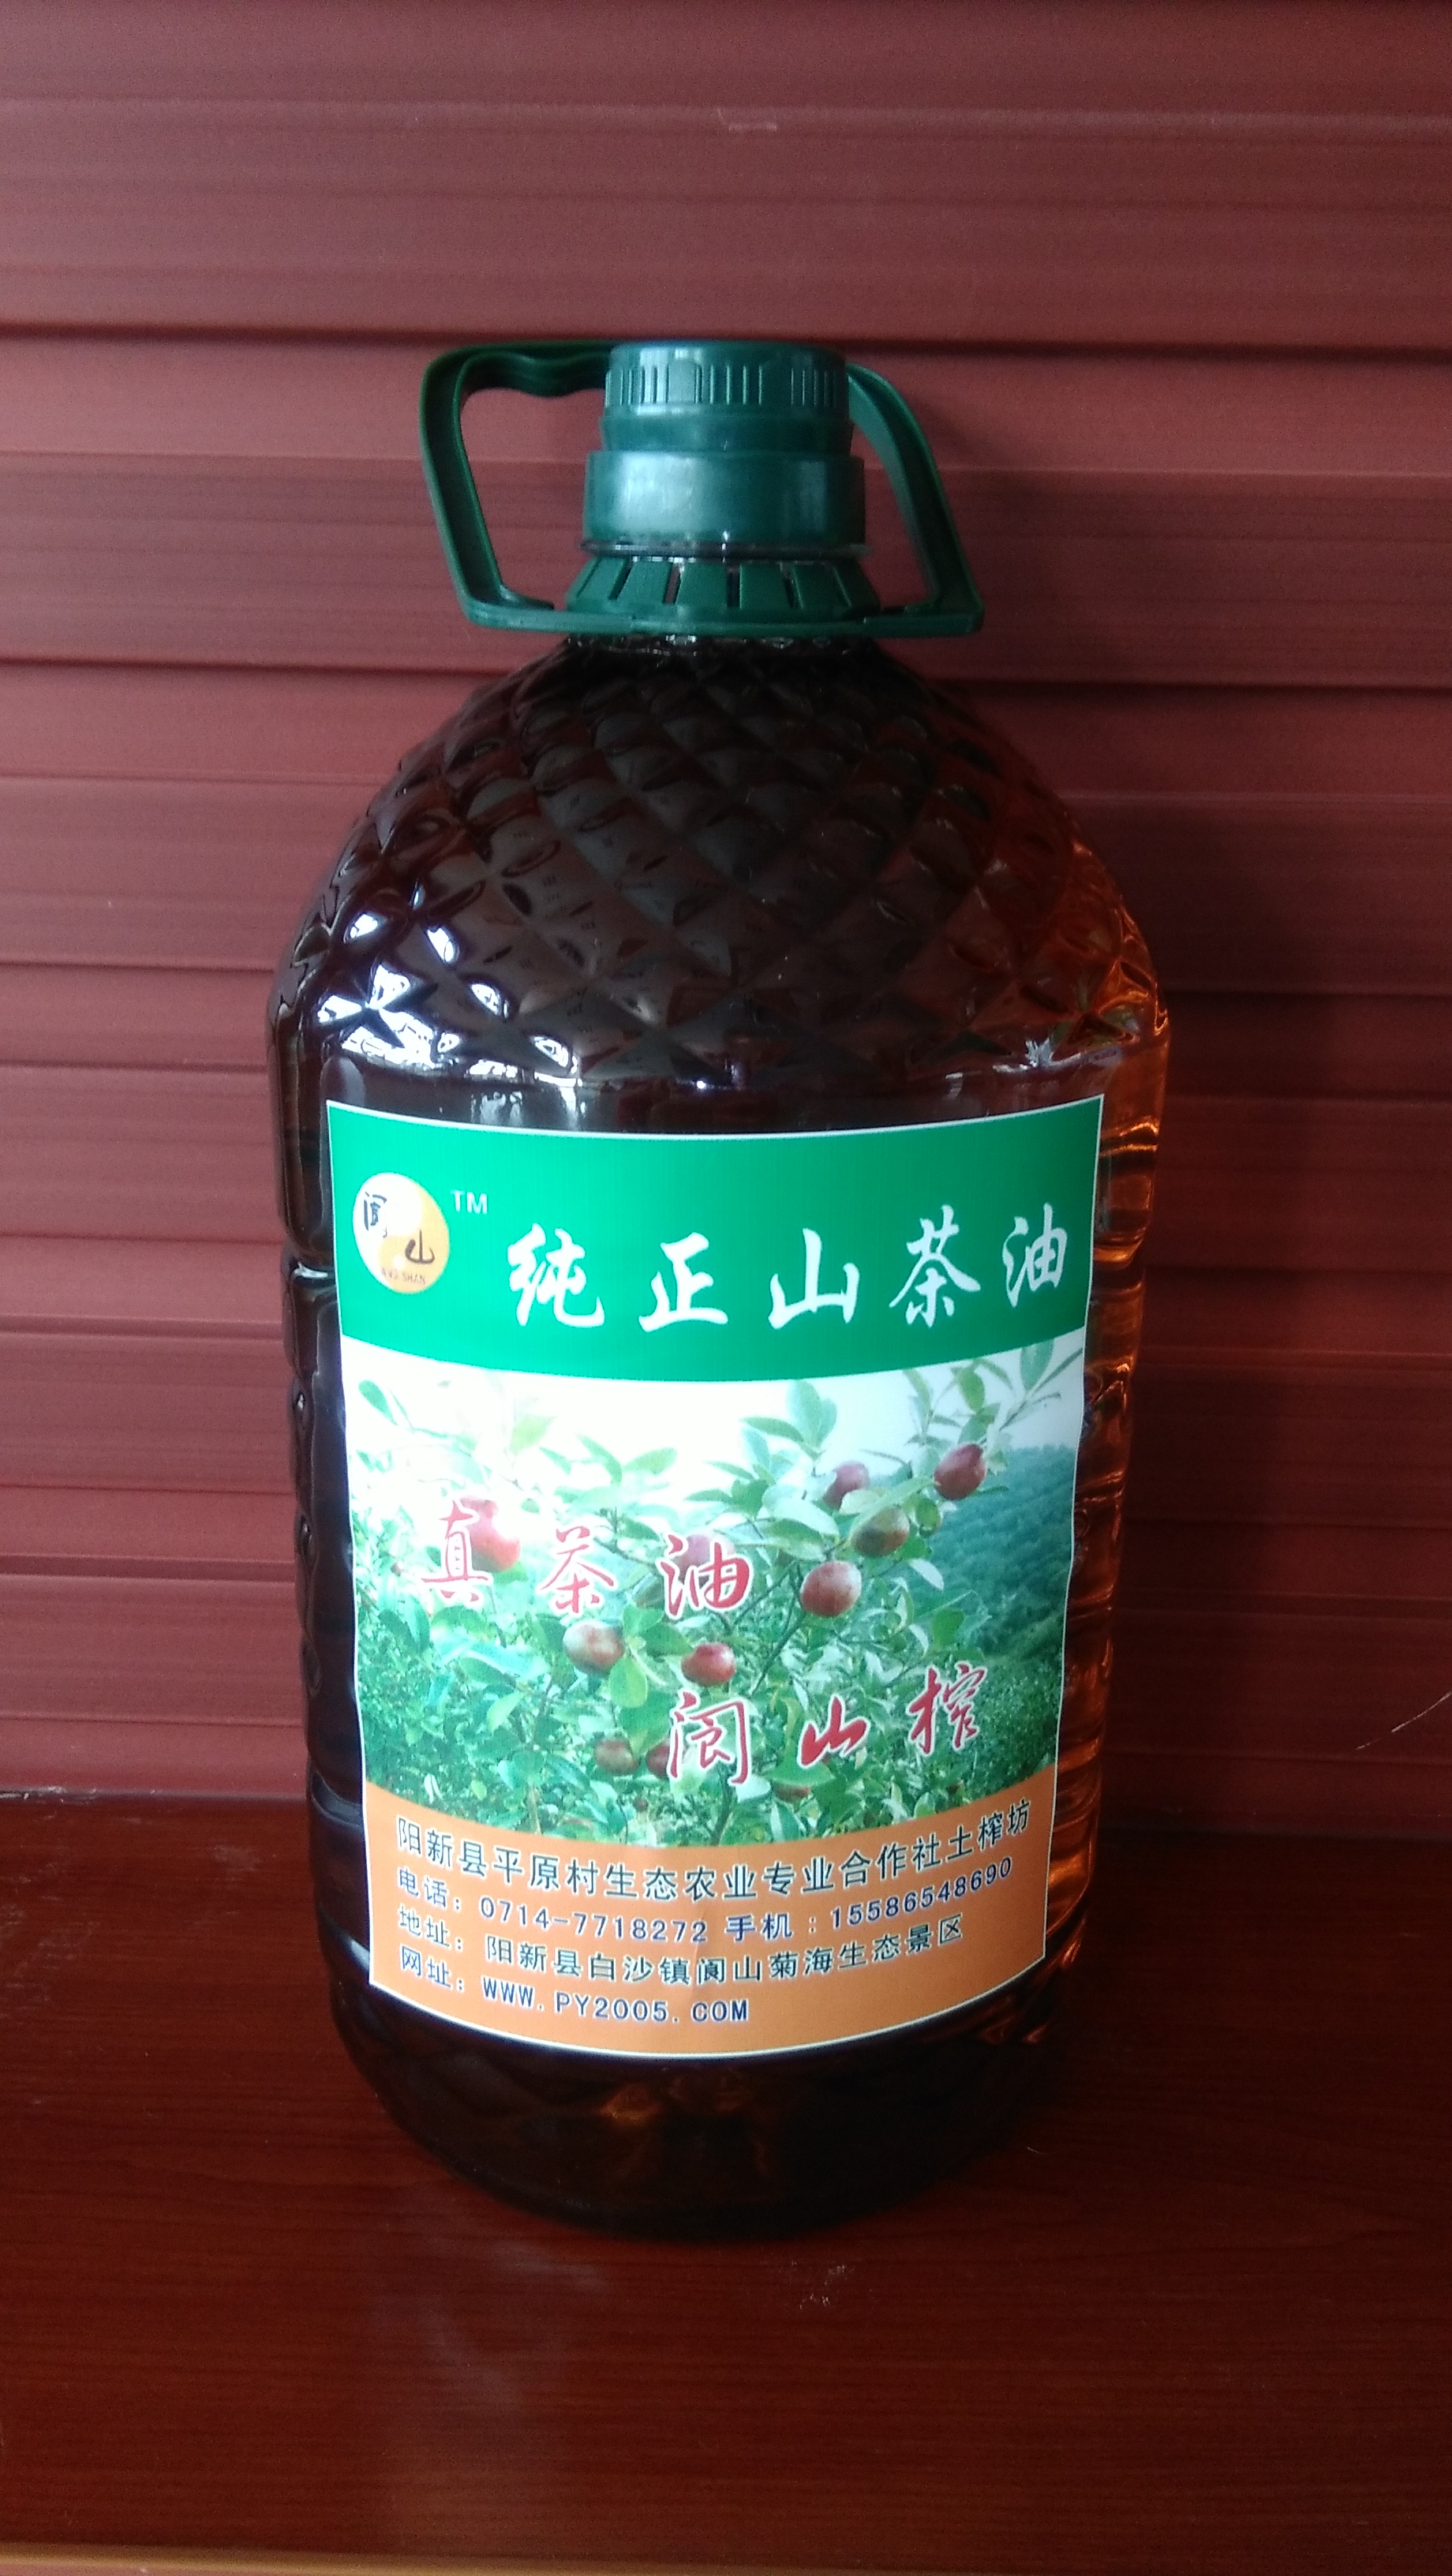 阆山
TM
纯正山茶油
真茶油
阆山榨
阳新县平原村生态农业专业合作社土榨坊
电话：0714-7718272 手机：15586548690
地址：阳新县白沙镇阆山菊海生态景区
网址：WWW.PY2005.COM